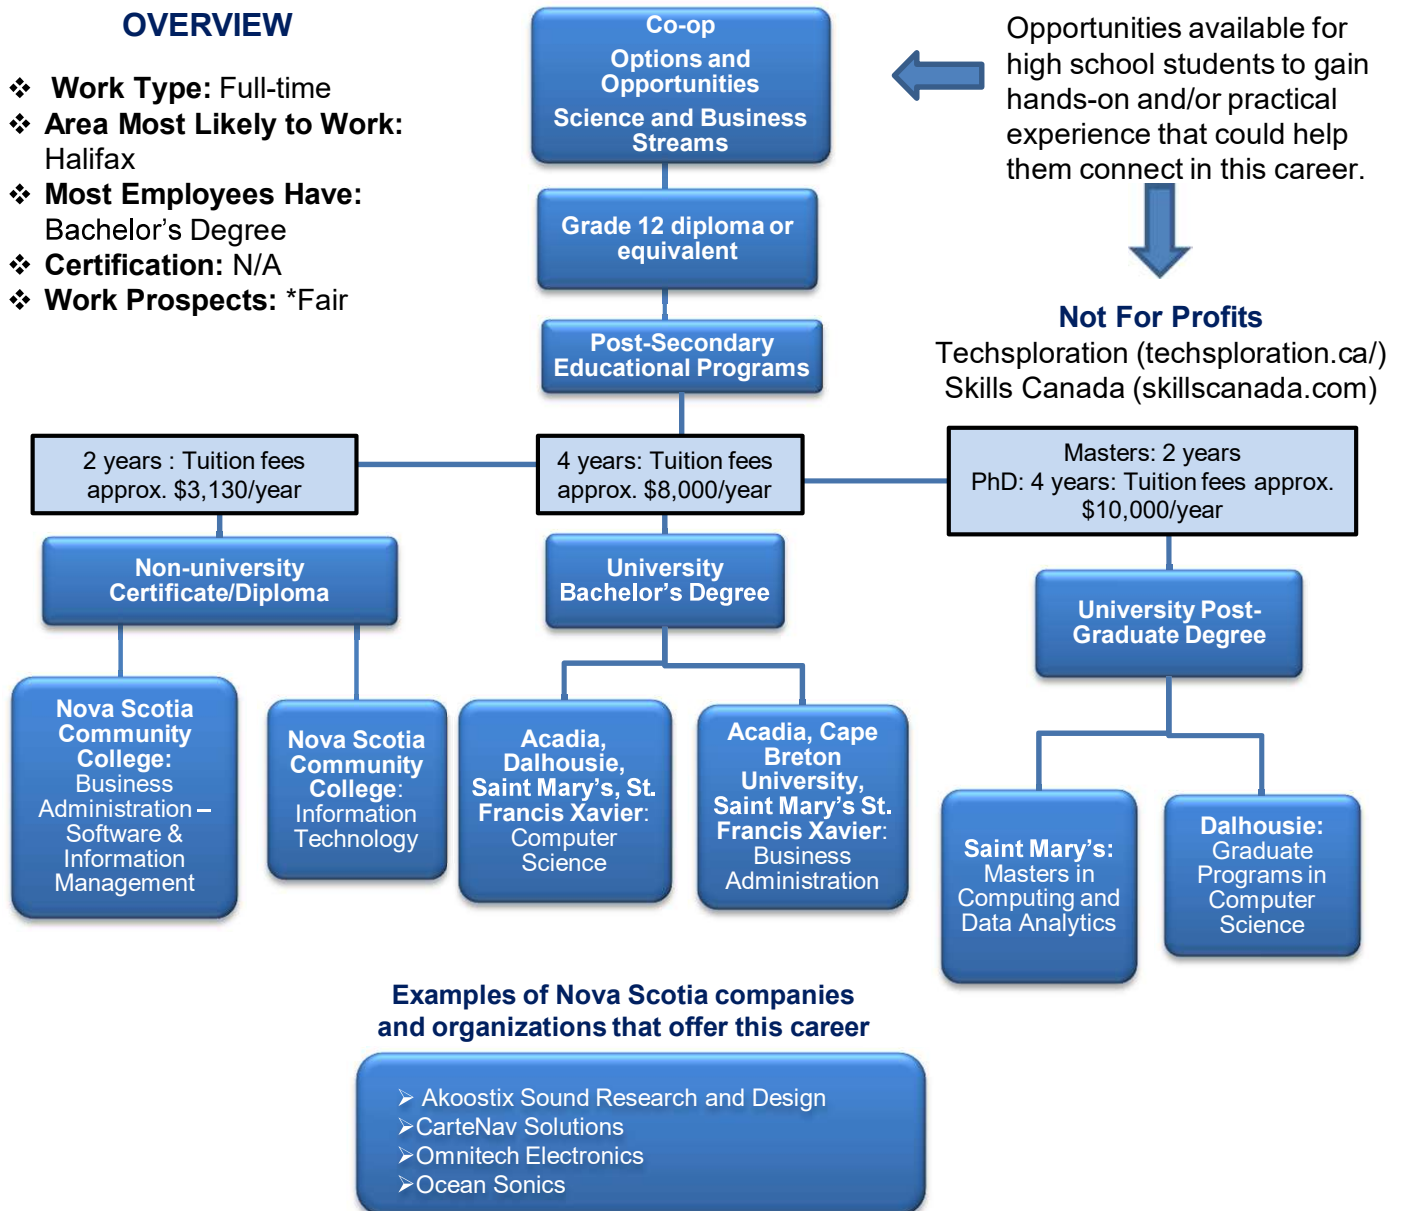 OVERVIEW
❖ Work Type: Full-time
❖ Area Most Likely to Work:
Halifax
❖ Most Employees Have:
Bachelor’s Degree
❖ Certification: N/A
❖ Work Prospects: *Fair
Co-op
Options and
Opportunities
Science and Business
Streams
Opportunities available for
high school students to gain
hands-on and/or practical
experience that could help
them connect in this career.
Grade 12 diploma or
equivalent
Not For Profits
Techsploration (techsploration.ca/)
Skills Canada (skillscanada.com)
Post-Secondary
Educational Programs
2 years : Tuition fees
approx. $3,130/year
4 years: Tuition fees
approx. $8,000/year
Masters: 2 years
PhD: 4 years: Tuition fees approx.
$10,000/year
Non-university
Certificate/Diploma
University
Bachelor’s Degree
University Post-
Graduate Degree
Nova Scotia
Community
College:
Business
Administration –
Software &
Information
Management
Nova Scotia
Community
College:
Information
Technology
Acadia,
Dalhousie,
Saint Mary’s, St.
Francis Xavier:
Computer
Science
Acadia, Cape
Breton
University,
Saint Mary’s St.
Francis Xavier:
Business
Administration
Saint Mary’s:
Masters in
Computing and
Data Analytics
Dalhousie:
Graduate
Programs in
Computer
Science
Examples of Nova Scotia companies
and organizations that offer this career
➢ Akoostix Sound Research and Design
➢CarteNav Solutions
➢Omnitech Electronics
➢Ocean Sonics